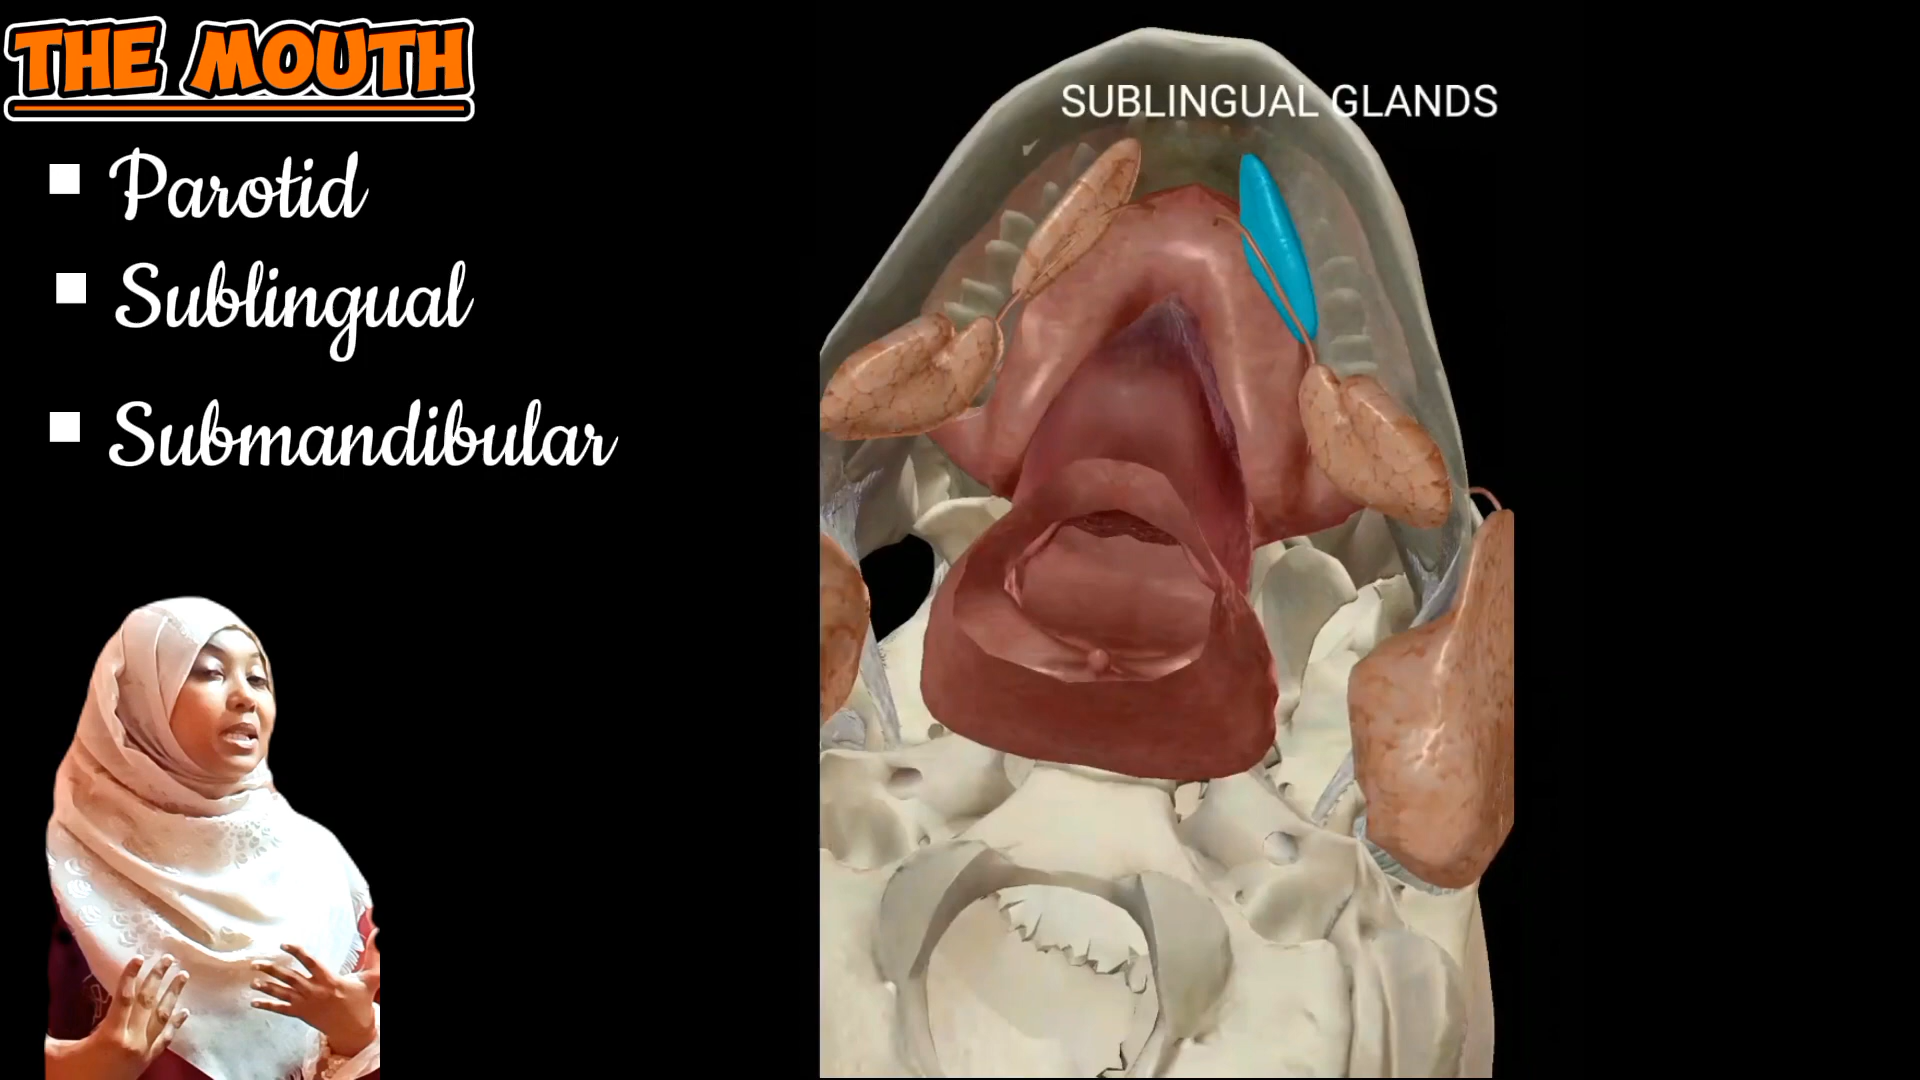 THE MOUTH
Parotid
Sublingual
Submandibular
SUBLINGUAL GLANDS